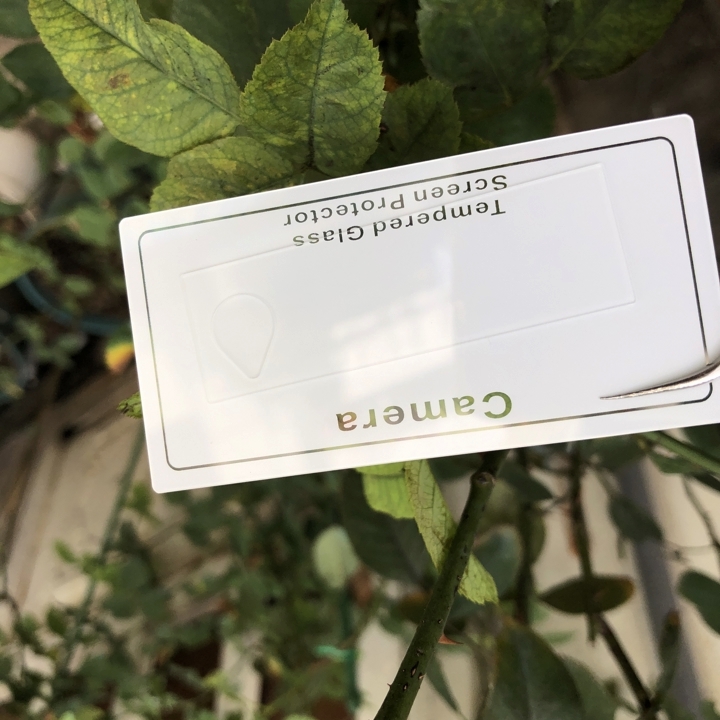 Camera
Tempered Glass
Screen Protector